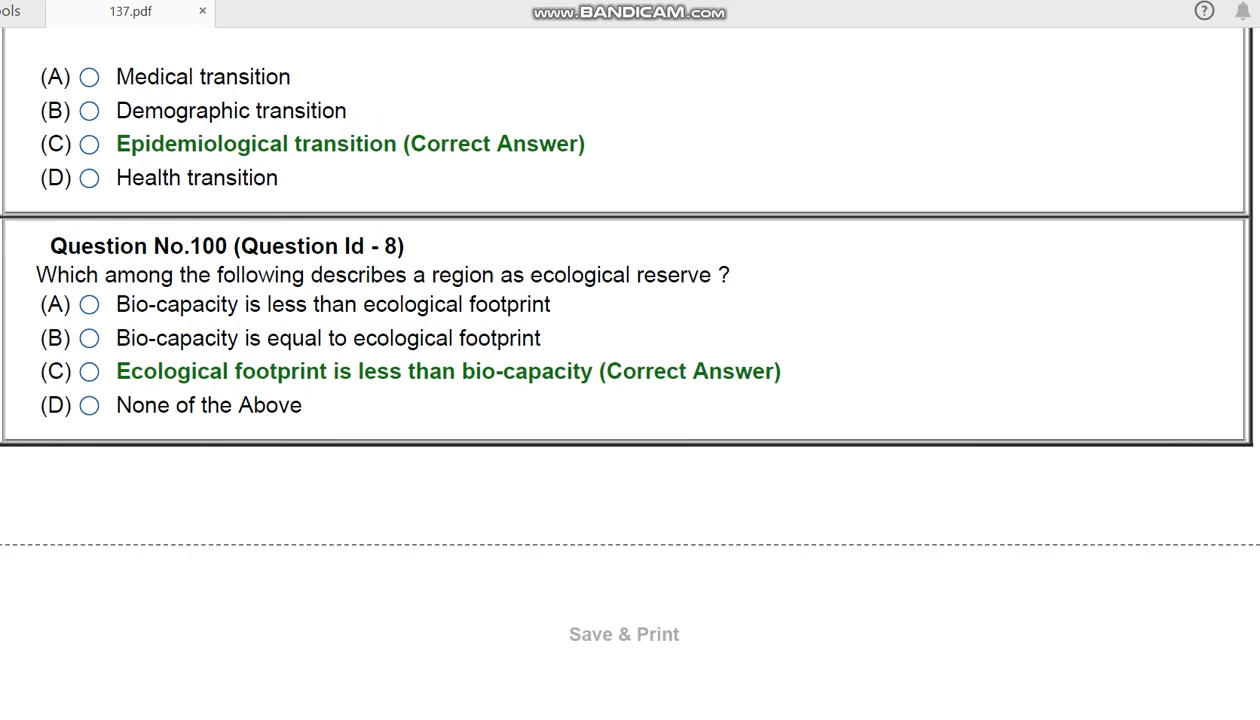 ols
137.pdf
×
www.BANDICAM.com
?
(A) Medical transition
(B) Demographic transition
(C) Epidemiological transition (Correct Answer)
(D) Health transition
Question No.100 (Question Id - 8)
Which among the following describes a region as ecological reserve ?
(A) Bio-capacity is less than ecological footprint
(B) Bio-capacity is equal to ecological footprint
(C) Ecological footprint is less than bio-capacity (Correct Answer)
(D) None of the Above
Save & Print